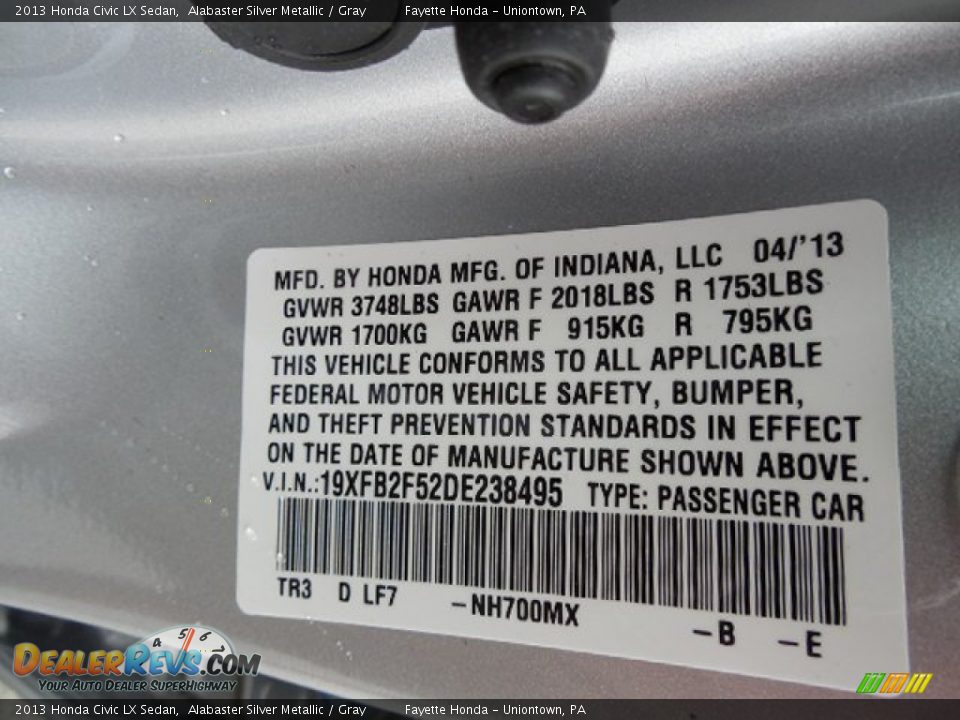 2013 Honda Civic LX Sedan, Alabaster Silver Metallic / Gray Fayette Honda - Uniontown, PA
MFD. BY HONDA MFG. OF INDIANA, LLC 04/'13
GVWR 3748LBS GAWR F 2018LBS R 1753LBS
GVWR 1700KG GAWR F 915KG R 795KG
THIS VEHICLE CONFORMS TO ALL APPLICABLE
FEDERAL MOTOR VEHICLE SAFETY, BUMPER,
AND THEFT PREVENTION STANDARDS IN EFFECT
ON THE DATE OF MANUFACTURE SHOWN ABOVE.
V.I.N.:19XFB2F52DE238495 TYPE: PASSENGER CAR
TR3 D LF7 -NH700MX -B -E
4 5 6
DEALERREVS.COM
YOUR AUTO DEALER SUPERHIGHWAY
2013 Honda Civic LX Sedan, Alabaster Silver Metallic / Gray Fayette Honda - Uniontown, PA